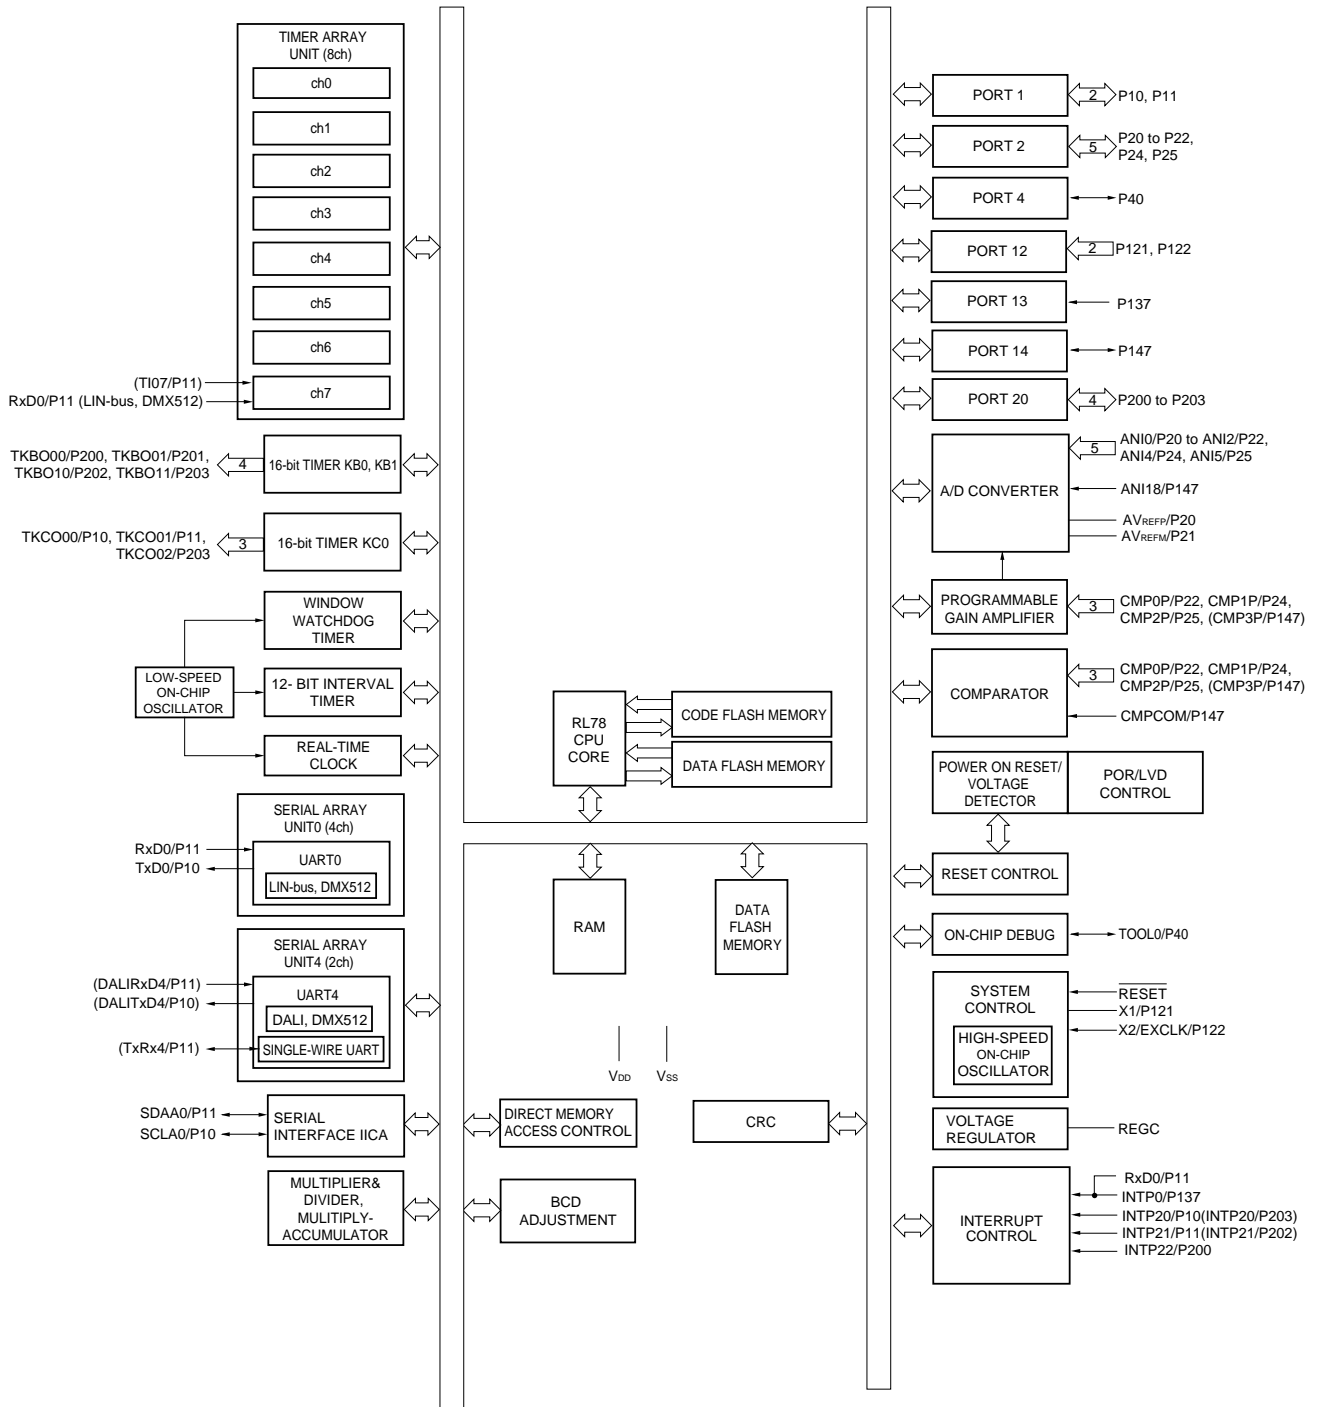 TIMER ARRAY
UNIT (8ch)
ch0
ch1
ch2
ch3
ch4
ch5
ch6
ch7
(TI07/P11)
RxD0/P11 (LIN-bus, DMX512)
TKBO00/P200, TKBO01/P201,
TKBO10/P202, TKBO11/P203
4
16-bit TIMER KB0, KB1
TKCO00/P10, TKCO01/P11,
TKCO02/P203
3
16-bit TIMER KC0
WINDOW
WATCHDOG
TIMER
LOW-SPEED
ON-CHIP
OSCILLATOR
12- BIT INTERVAL
TIMER
REAL-TIME
CLOCK
SERIAL ARRAY
UNIT0 (4ch)
RxD0/P11
TxD0/P10
UART0
LIN-bus, DMX512
SERIAL ARRAY
UNIT4 (2ch)
(DALIRxD4/P11)
(DALITxD4/P10)
UART4
DALI, DMX512
(TxRx4/P11)
SINGLE-WIRE UART
SDAA0/P11
SCLA0/P10
SERIAL
INTERFACE IICA
MULTIPLIER&
DIVIDER,
MULITIPLY-
ACCUMULATOR
RL78
CPU
CORE
CODE FLASH MEMORY
DATA FLASH MEMORY
RAM
DATA
FLASH
MEMORY
VDD
VSS
DIRECT MEMORY
ACCESS CONTROL
CRC
BCD
ADJUSTMENT
PORT 1
2
P10, P11
PORT 2
5
P20 to P22,
P24, P25
PORT 4
P40
PORT 12
2
P121, P122
PORT 13
P137
PORT 14
P147
PORT 20
4
P200 to P203
A/D CONVERTER
5
ANI0/P20 to ANI2/P22,
ANI4/P24, ANI5/P25
ANI18/P147
AVREFP/P20
AVREFM/P21
PROGRAMMABLE
GAIN AMPLIFIER
3
CMP0P/P22, CMP1P/P24,
CMP2P/P25, (CMP3P/P147)
COMPARATOR
3
CMP0P/P22, CMP1P/P24,
CMP2P/P25, (CMP3P/P147)
CMPCOM/P147
POWER ON RESET/
VOLTAGE
DETECTOR
POR/LVD
CONTROL
RESET CONTROL
ON-CHIP DEBUG
TOOL0/P40
SYSTEM
CONTROL
HIGH-SPEED
ON-CHIP
OSCILLATOR
RESET
X1/P121
X2/EXCLK/P122
VOLTAGE
REGULATOR
REGC
INTERRUPT
CONTROL
RxD0/P11
INTP0/P137
INTP20/P10(INTP20/P203)
INTP21/P11(INTP21/P202)
INTP22/P200